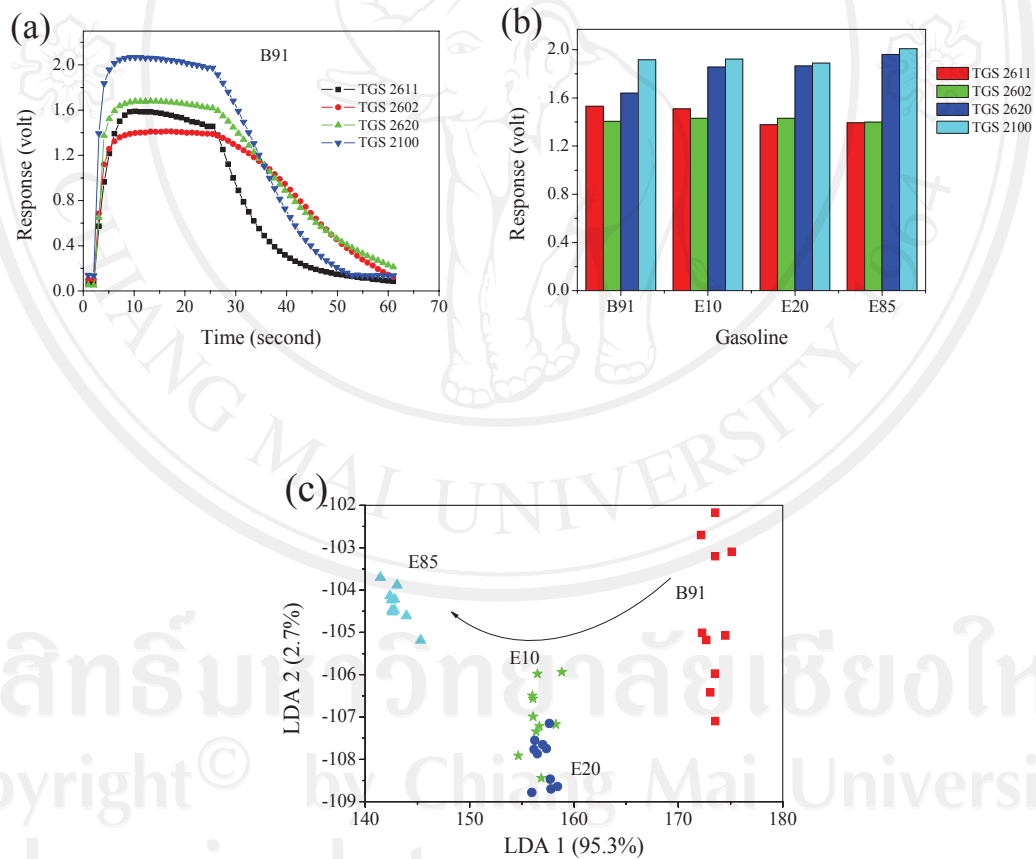 (a)
B91
TGS 2611
TGS 2602
TGS 2620
TGS 2100
Response (volt)
2.0
1.6
1.2
0.8
0.4
0.0
0 10 20 30 40 50 60 70
Time (second)
(b)
TGS 2611
TGS 2602
TGS 2620
TGS 2100
Response (volt)
2.0
1.6
1.2
0.8
0.4
0.0
B91 E10 E20 E85
Gasoline
(c)
-102
-103
-104
-105
-106
-107
-108
-109
LDA 2 (2.7%)
E85
B91
E10
E20
140 150 160 170 180
LDA 1 (95.3%)
CHIANG MAI UNIVERSITY
1964
by Chiang Mai University